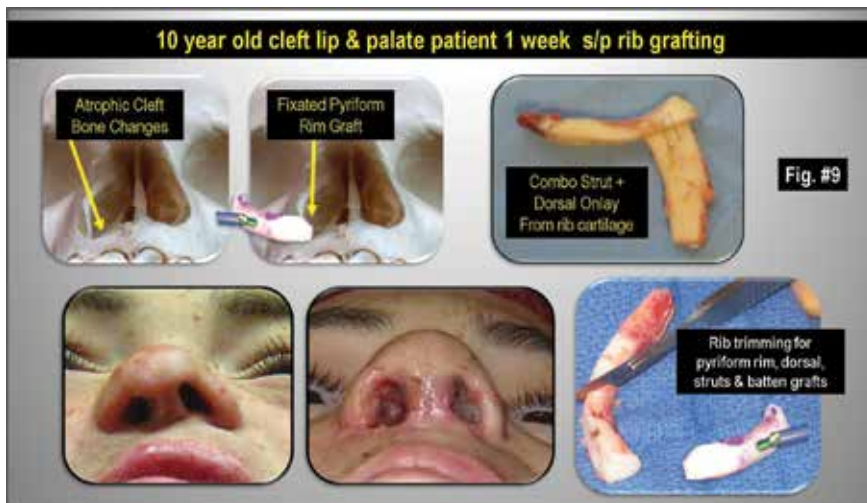 10 year old cleft lip & palate patient 1 week s/p rib grafting
Atrophic Cleft
Bone Changes
Fixated Pyriform
Rim Graft
Combo Strut +
Dorsal Onlay
From rib cartilage
Fig. #9
Rib trimming for
pyriform rim, dorsal,
struts & batten grafts